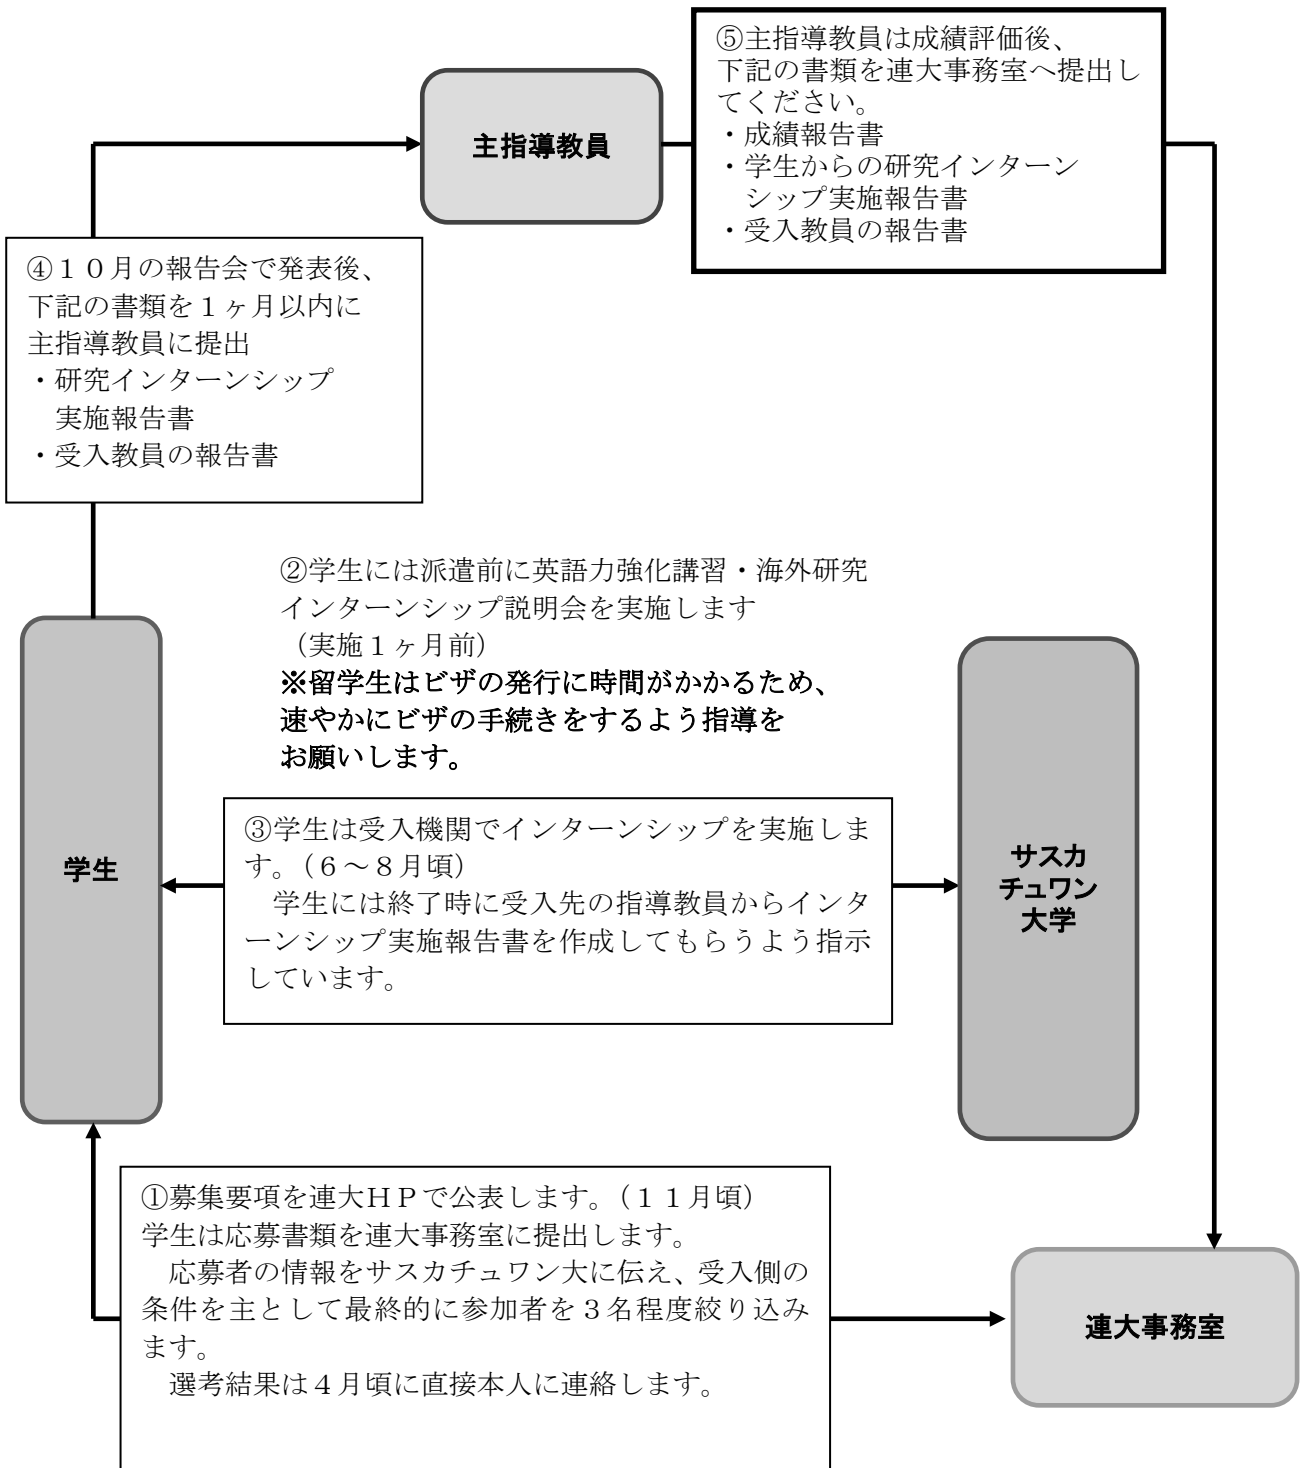 ⑤主指導教員は成績評価後、
下記の書類を連大事務室へ提出し
てください。
・成績報告書
・学生からの研究インターン
シップ実施報告書
・受入教員の報告書
主指導教員
④１０月の報告会で発表後、
下記の書類を１ヶ月以内に
主指導教員に提出
・研究インターンシップ
実施報告書
・受入教員の報告書
②学生には派遣前に英語力強化講習・海外研究
インターンシップ説明会を実施します
（実施１ヶ月前）
※留学生はビザの発行に時間がかかるため、
速やかにビザの手続きをするよう指導を
お願いします。
学生
③学生は受入機関でインターンシップを実施しま
す。（６～８月頃）
学生には終了時に受入先の指導教員からインタ
ーンシップ実施報告書を作成してもらうよう指示
しています。
サスカ
チュワン
大学
①募集要項を連大ＨＰで公表します。（１１月頃）
学生は応募書類を連大事務室に提出します。
応募者の情報をサスカチュワン大に伝え、受入側の
条件を主として最終的に参加者を３名程度絞り込み
ます。
選考結果は４月頃に直接本人に連絡します。
連大事務室